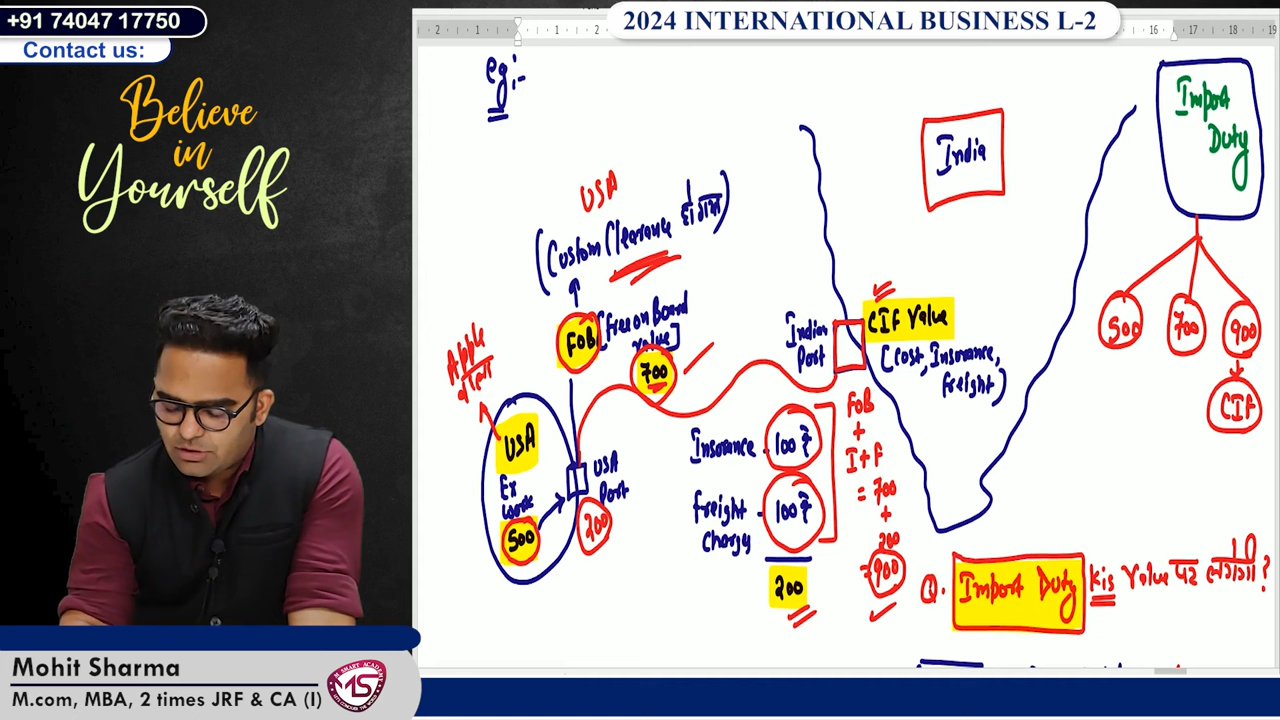 +91 74047 17750
Contact us:
2024 INTERNATIONAL BUSINESS L-2
Believe
in
Yourself
eg:-
India
Import
Duty
500
700
900
CIF
USA
(Custom Clearance
FOB
[Free on Board
Value]
700
Apple
USA
Ex
Work
500
USA
Port
200
Indian
Port
CIF Value
(Cost, Insurance,
Freight)
Insurance - 100 ₹
Freight - 100 ₹
200
FOB
+
I+F
= 700
+
200
= 900
Q. Import Duty kis Value पर लगेगी?
Mohit Sharma
M.com, MBA, 2 times JRF & CA (I)
MS